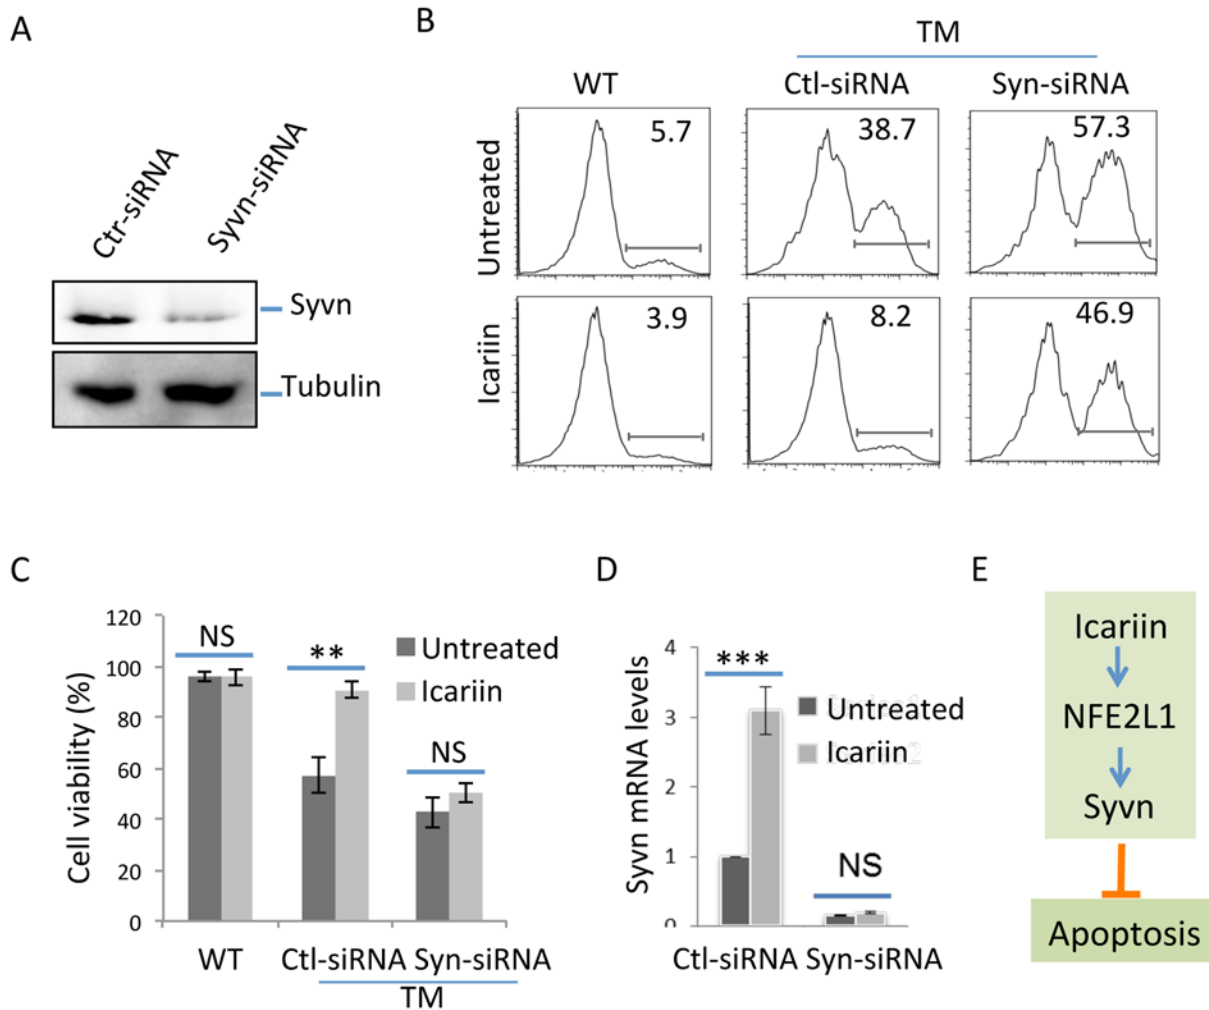 A
Ctr-siRNA
Syvn-siRNA
Syvn
Tubulin
B
TM
WT
Ctl-siRNA
Syn-siRNA
Untreated
5.7
38.7
57.3
Icariin
3.9
8.2
46.9
C
Cell viability (%)
120
100
80
60
40
20
0
NS
**
NS
Untreated
Icariin
WT
Ctl-siRNA Syn-siRNA
TM
D
Syvn mRNA levels
4
3
2
1
0
***
NS
Untreated
Icariin
Ctl-siRNA Syn-siRNA
E
Icariin
NFE2L1
Syvn
Apoptosis